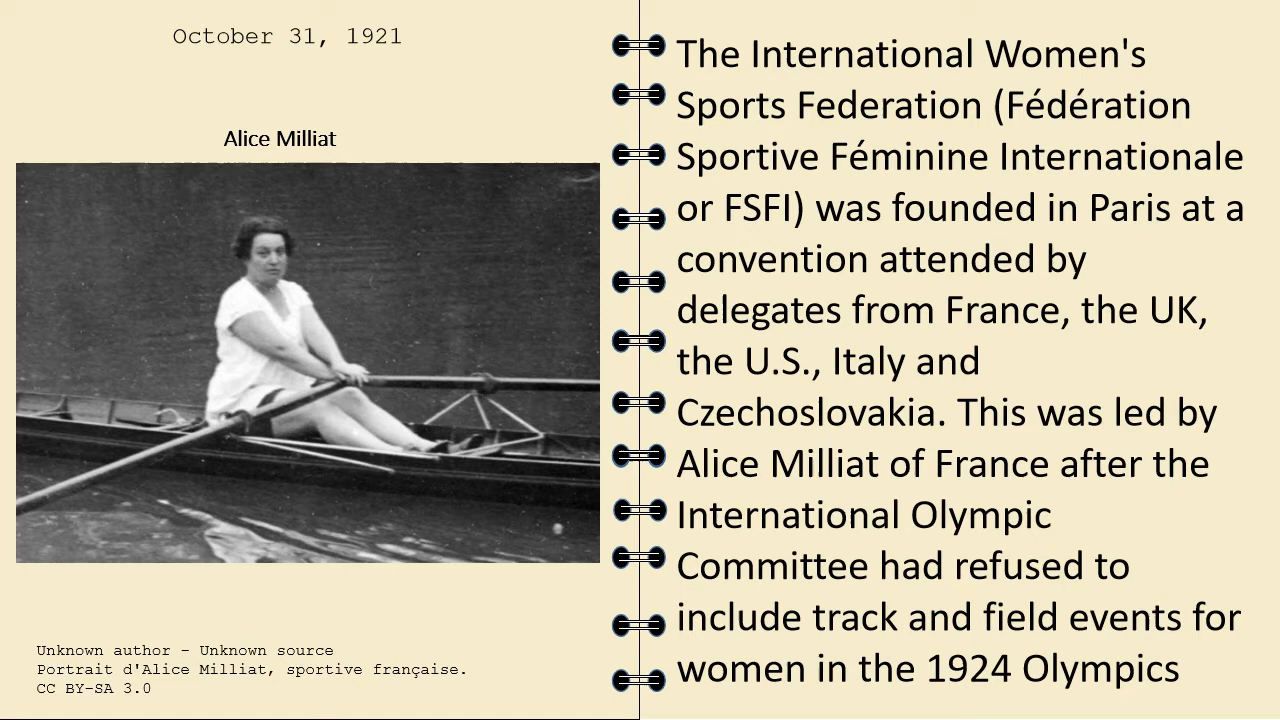 October 31, 1921
Alice Milliat
Unknown author - Unknown source
Portrait d'Alice Milliat, sportive française.
CC BY-SA 3.0
The International Women's
Sports Federation (Fédération
Sportive Féminine Internationale
or FSFI) was founded in Paris at a
convention attended by
delegates from France, the UK,
the U.S., Italy and
Czechoslovakia. This was led by
Alice Milliat of France after the
International Olympic
Committee had refused to
include track and field events for
women in the 1924 Olympics